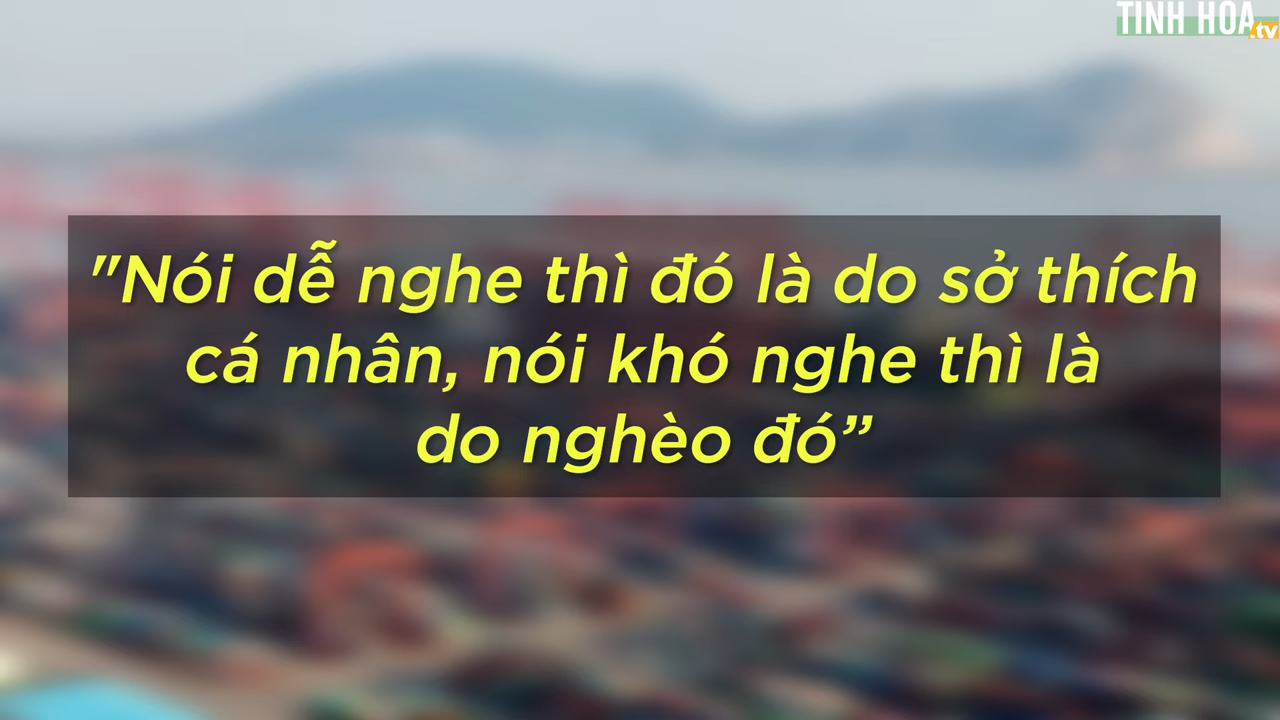 TINH HOA
.tv
"Nói dễ nghe thì đó là do sở thích
cá nhân, nói khó nghe thì là
do nghèo đó”